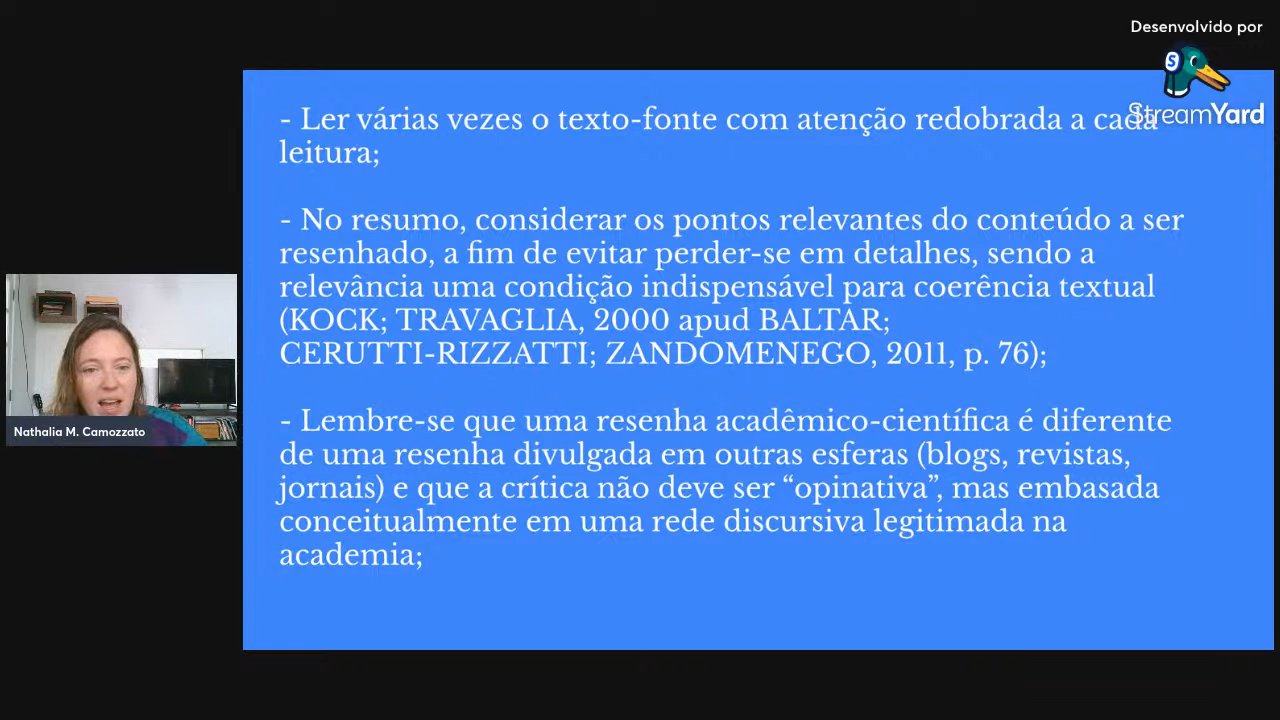 Desenvolvido por
S
StreamYard
- Ler várias vezes o texto-fonte com atenção redobrada a cada
leitura;
- No resumo, considerar os pontos relevantes do conteúdo a ser
resenhado, a fim de evitar perder-se em detalhes, sendo a
relevância uma condição indispensável para coerência textual
(KOCK; TRAVAGLIA, 2000 apud BALTAR;
CERUTTI-RIZZATTI; ZANDOMENEGO, 2011, p. 76);
- Lembre-se que uma resenha acadêmico-científica é diferente
de uma resenha divulgada em outras esferas (blogs, revistas,
jornais) e que a crítica não deve ser “opinativa”, mas embasada
conceitualmente em uma rede discursiva legitimada na
academia;
Nathalia M. Camozzato